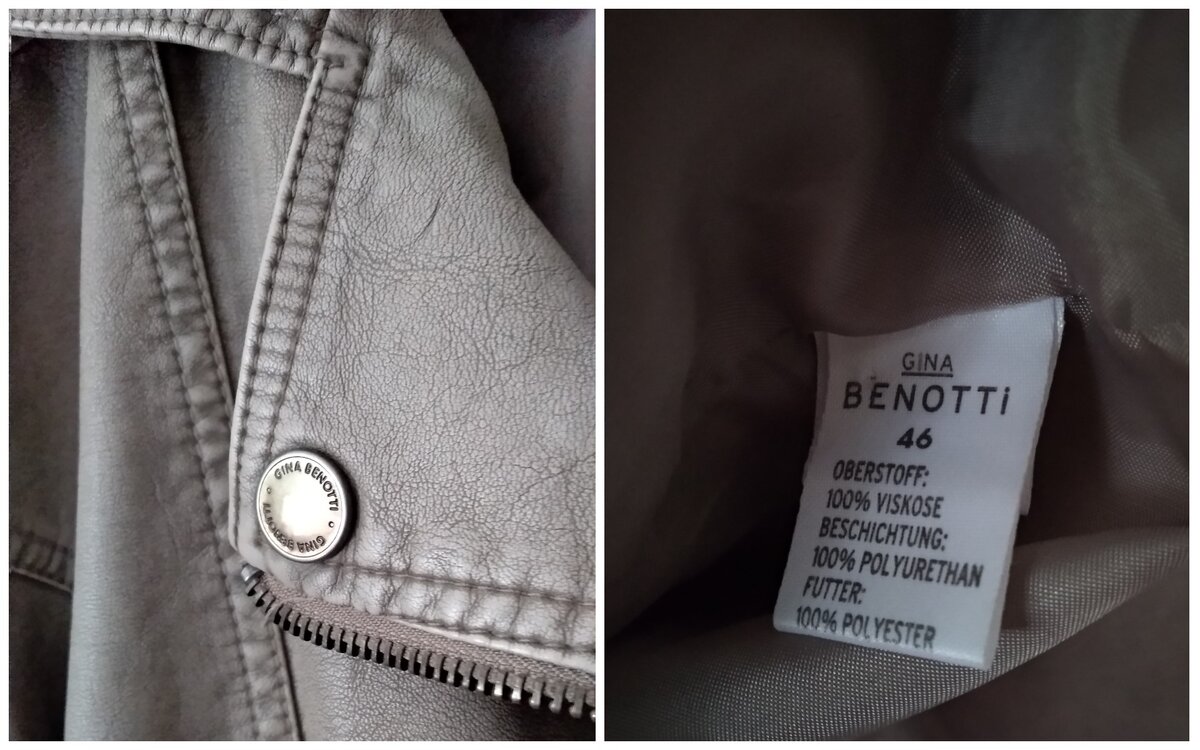 GINA BENOTTI
GINA BENOTTI
GINA
BENOTTi
46
OBERSTOFF:
100% VISKOSE
BESCHICHTUNG:
100% POLYURETHAN
FUTTER:
100% POLYESTER